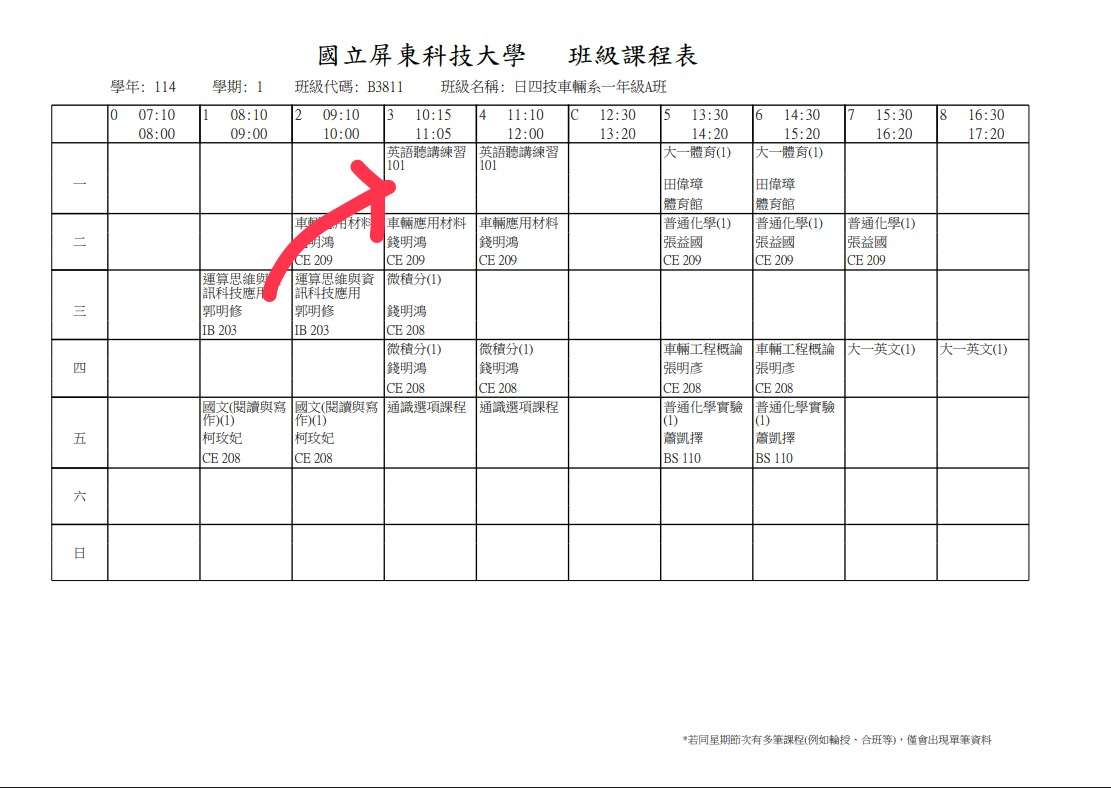 國立屏東科技大學 班級課程表
學年: 114 學期: 1 班級代碼: B3811 班級名稱: 日四技車輛系一年級A班
0 07:10 1 08:10 2 09:10 3 10:15 4 11:10 C 12:30 5 13:30 6 14:30 7 15:30 8 16:30
08:00 09:00 10:00 11:05 12:00 13:20 14:20 15:20 16:20 17:20
一
英語聽講練習
101
英語聽講練習
101
大一體育(1)
田偉璋
體育館
大一體育(1)
田偉璋
體育館
二
車輛應用材料
明鴻
CE 209
車輛應用材料
錢明鴻
CE 209
車輛應用材料
錢明鴻
CE 209
普通化學(1)
張益國
CE 209
普通化學(1)
張益國
CE 209
普通化學(1)
張益國
CE 209
三
運算思維與
訊科技應用
郭明修
IB 203
運算思維與資
訊科技應用
郭明修
IB 203
微積分(1)
錢明鴻
CE 208
四
微積分(1)
錢明鴻
CE 208
微積分(1)
錢明鴻
CE 208
車輛工程概論
張明彥
CE 208
車輛工程概論
張明彥
CE 208
大一英文(1)
大一英文(1)
五
國文(閱讀與寫
作)(1)
柯玫妃
CE 208
國文(閱讀與寫
作)(1)
柯玫妃
CE 208
通識選項課程
通識選項課程
普通化學實驗
(1)
蕭凱擇
BS 110
普通化學實驗
(1)
蕭凱擇
BS 110
六
日
*若同星期節次有多筆課程(例如輪授、合班等)，僅會出現單筆資料